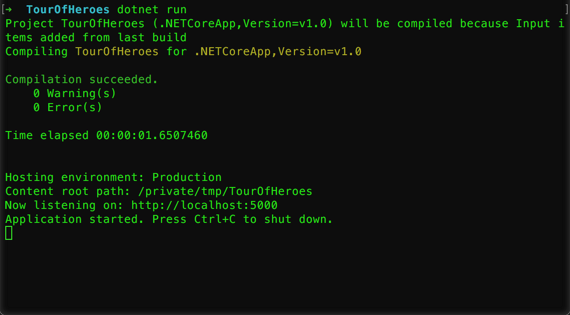 [➜  TourOfHeroes dotnet run ]
Project TourOfHeroes (.NETCoreApp,Version=v1.0) will be compiled because Input i
tems added from last build
Compiling TourOfHeroes for .NETCoreApp,Version=v1.0
Compilation succeeded.
0 Warning(s)
0 Error(s)
Time elapsed 00:00:01.6507460
Hosting environment: Production
Content root path: /private/tmp/TourOfHeroes
Now listening on: http://localhost:5000
Application started. Press Ctrl+C to shut down.